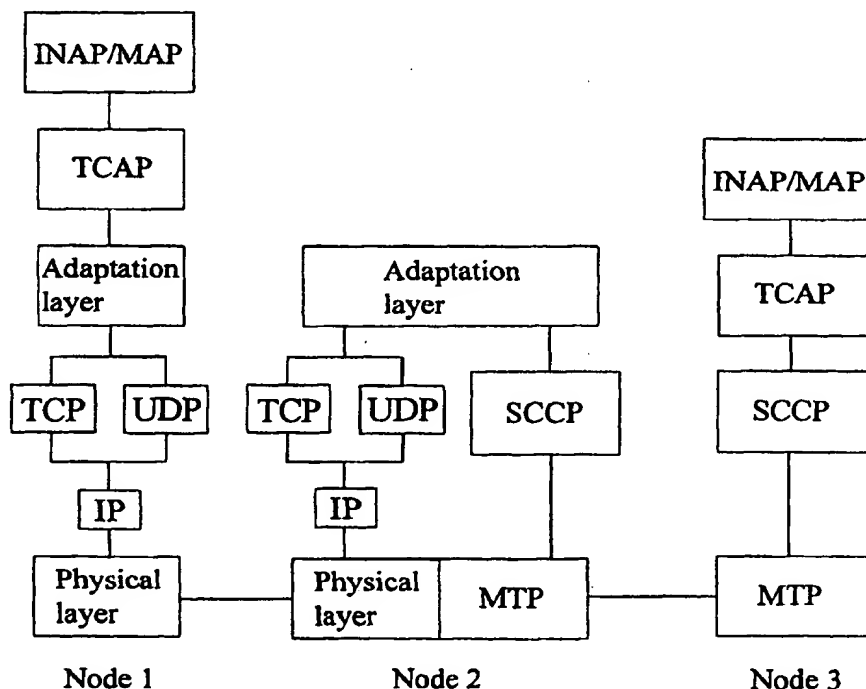 INAP/MAP
TCAP
Adaptation
layer
TCP
UDP
IP
Physical
layer
Node 1
Adaptation
layer
TCP
UDP
SCCP
IP
Physical
layer
MTP
Node 2
INAP/MAP
TCAP
SCCP
MTP
Node 3